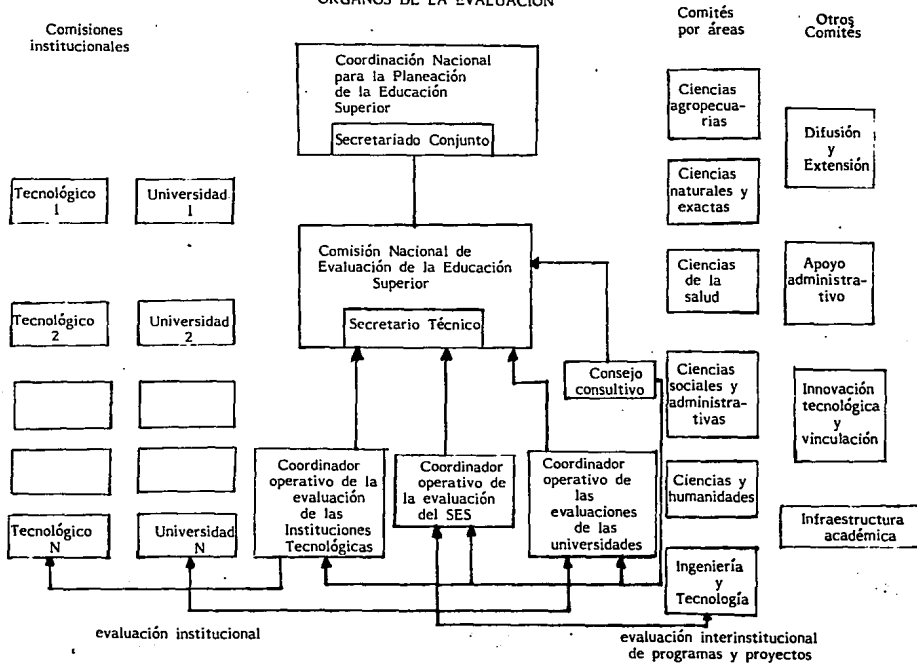 ORGANOS DE LA EVALUACION
Comisiones
institucionales
Comités
por áreas
Otros
Comités
Coordinación Nacional
para la Planeación
de la Educación
Superior
Secretariado Conjunto
Ciencias
agropecua-
rias
Difusión
y
Extensión
Tecnológico
1
Universidad
1
Ciencias
naturales y
exactas
Comisión Nacional de
Evaluación de la Educación
Superior
Secretario Técnico
Ciencias
de la
salud
Apoyo
administra-
tivo
Tecnológico
2
Universidad
2
Consejo
consultivo
Ciencias
sociales y
administra-
tivas
Innovación
tecnológica
y
vinculación
Coordinador
operativo de la
evaluación
de las
Instituciones
Tecnológicas
Coordinador
operativo de
la evaluación
del SES
Coordinador
operativo de
las
evaluaciones
de las
universidades
Ciencias y
humanidades
Tecnológico
N
Universidad
N
Infraestructura
académica
Ingeniería
y
Tecnología
evaluación institucional
evaluación interinstitucional
de programas y proyectos